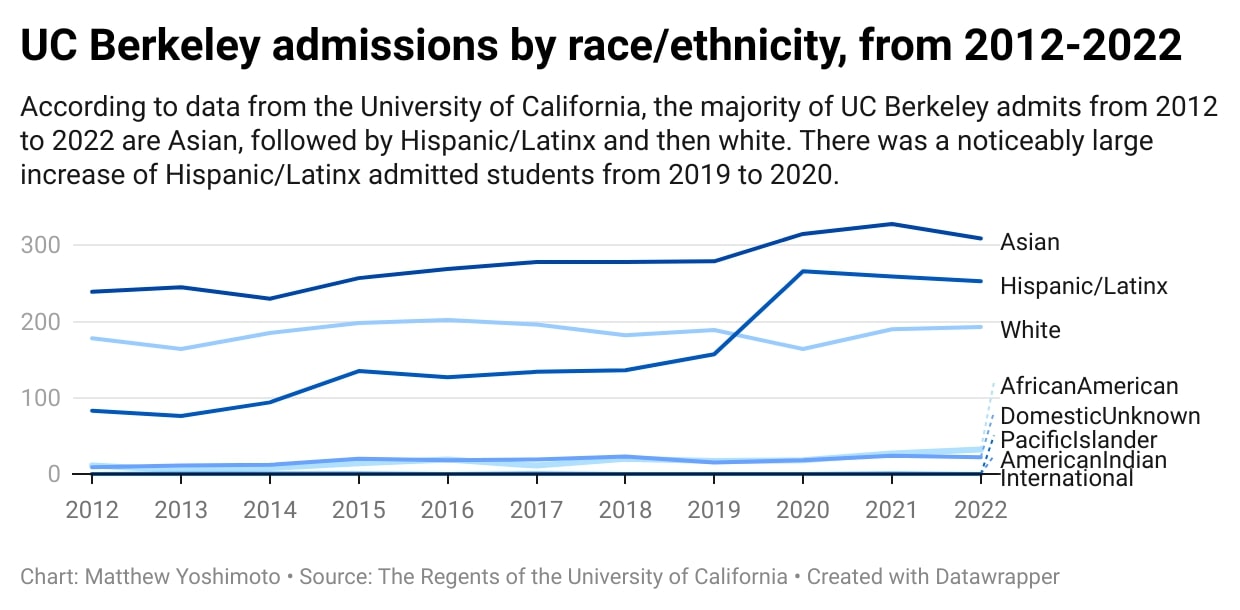 UC Berkeley admissions by race/ethnicity, from 2012-2022
According to data from the University of California, the majority of UC Berkeley admits from 2012
to 2022 are Asian, followed by Hispanic/Latinx and then white. There was a noticeably large
increase of Hispanic/Latinx admitted students from 2019 to 2020.
300
Asian
Hispanic/Latinx
200
White
AfricanAmerican
100
DomesticUnknown
PacificIslander
AmericanIndian
0
International
2012 2013 2014 2015 2016 2017 2018 2019 2020 2021 2022
Chart: Matthew Yoshimoto • Source: The Regents of the University of California • Created with Datawrapper